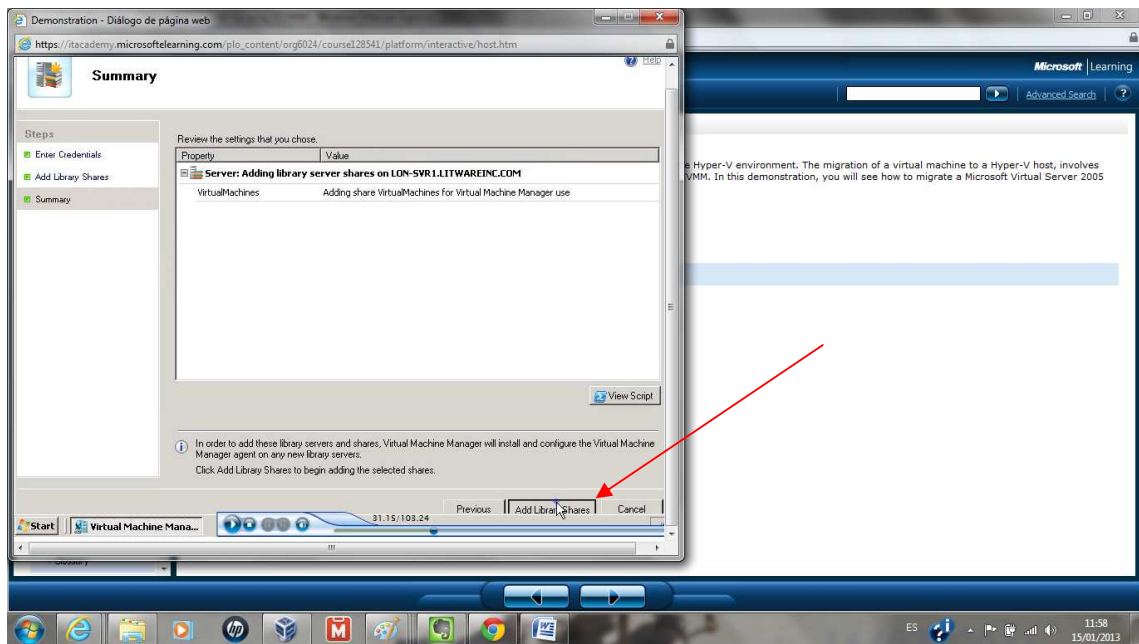 Demonstration - Diálogo de página web
https://itacademy.microsoftelearning.com/plo_content/org6024/course128541/platform/interactive/host.htm
Help
Summary
Microsoft | Learning
Advanced Search
Steps
Enter Credentials
Add Library Shares
Summary
Review the settings that you chose.
Property Value
Server: Adding library server shares on LON-SVR1.LITWAREINC.COM
VirtualMachines Adding share VirtualMachines for Virtual Machine Manager use
e Hyper-V environment. The migration of a virtual machine to a Hyper-V host, involves
VMM. In this demonstration, you will see how to migrate a Microsoft Virtual Server 2005
View Script
In order to add these library servers and shares, Virtual Machine Manager will install and configure the Virtual Machine
Manager agent on any new library servers.
Click Add Library Shares to begin adding the selected shares.
Previous Add Library Shares Cancel
Start Virtual Machine Mana... 31.15/103.24
ES 11:58
15/01/2013